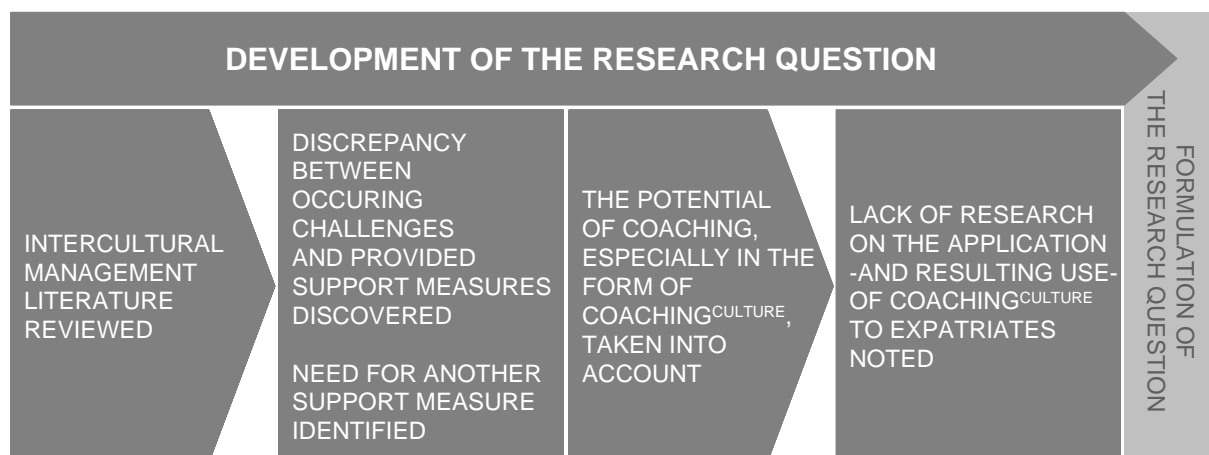 DEVELOPMENT OF THE RESEARCH QUESTION
INTERCULTURAL
MANAGEMENT
LITERATURE
REVIEWED
DISCREPANCY
BETWEEN
OCCURING
CHALLENGES
AND PROVIDED
SUPPORT MEASURES
DISCOVERED
NEED FOR ANOTHER
SUPPORT MEASURE
IDENTIFIED
THE POTENTIAL
OF COACHING,
ESPECIALLY IN THE
FORM OF
COACHINGCULTURE,
TAKEN INTO
ACCOUNT
LACK OF RESEARCH
ON THE APPLICATION
-AND RESULTING USE-
OF COACHINGCULTURE
TO EXPATRIATES
NOTED
FORMULATION OF
THE RESEARCH QUESTION